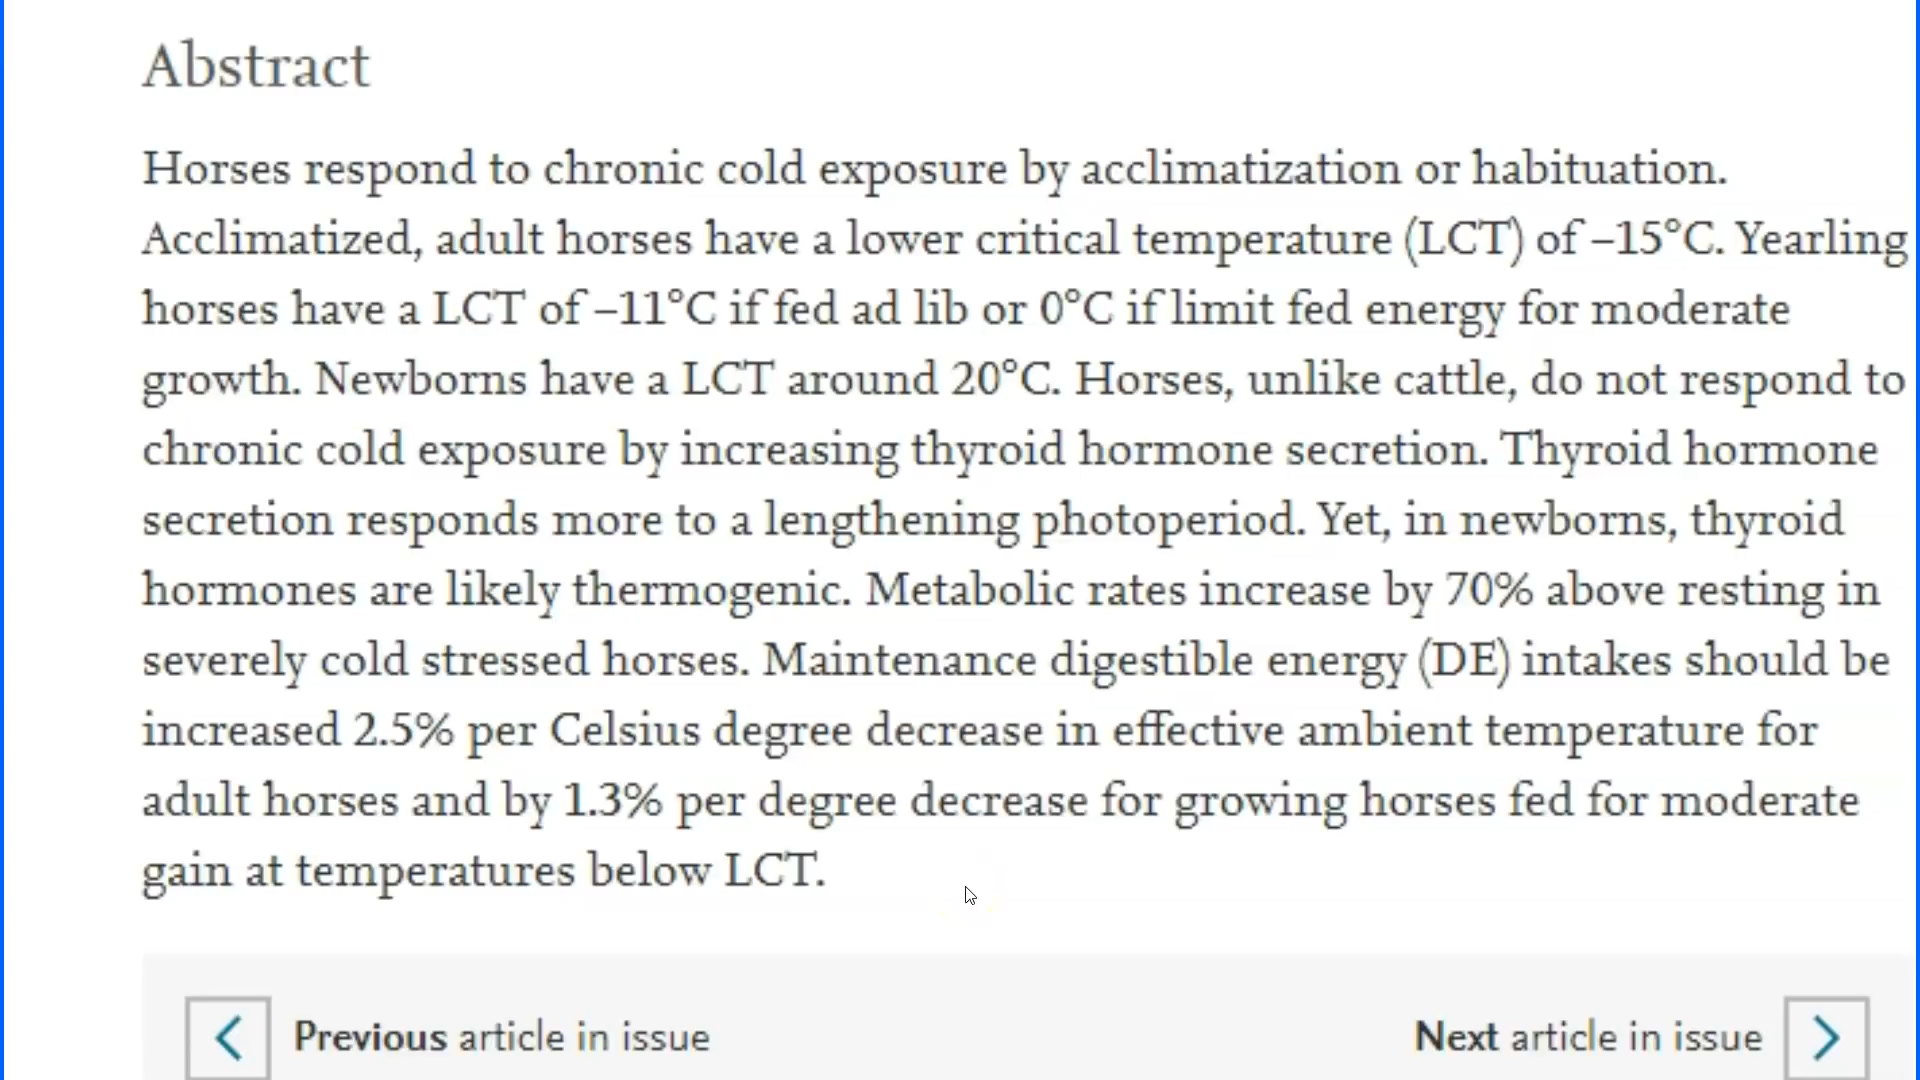 Abstract
Horses respond to chronic cold exposure by acclimatization or habituation.
Acclimatized, adult horses have a lower critical temperature (LCT) of –15°C. Yearling
horses have a LCT of –11°C if fed ad lib or 0°C if limit fed energy for moderate
growth. Newborns have a LCT around 20°C. Horses, unlike cattle, do not respond to
chronic cold exposure by increasing thyroid hormone secretion. Thyroid hormone
secretion responds more to a lengthening photoperiod. Yet, in newborns, thyroid
hormones are likely thermogenic. Metabolic rates increase by 70% above resting in
severely cold stressed horses. Maintenance digestible energy (DE) intakes should be
increased 2.5% per Celsius degree decrease in effective ambient temperature for
adult horses and by 1.3% per degree decrease for growing horses fed for moderate
gain at temperatures below LCT.
Previous article in issue
Next article in issue